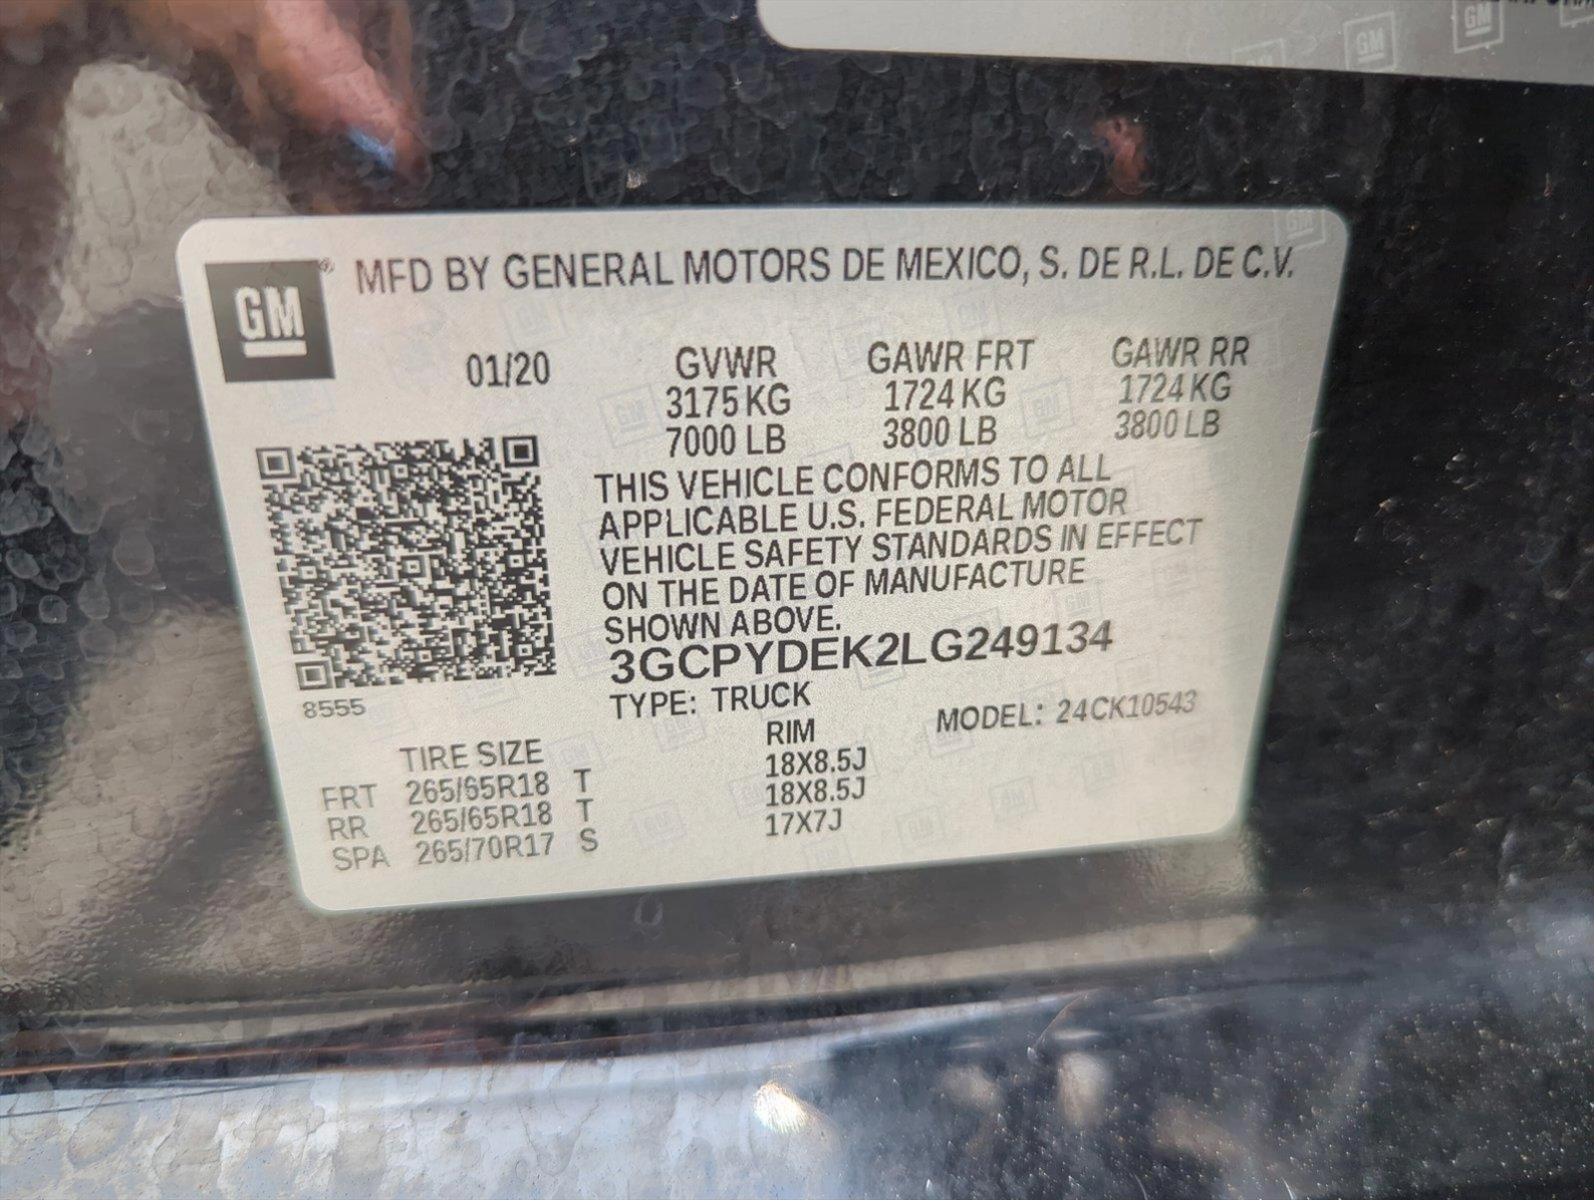 GM
MFD BY GENERAL MOTORS DE MEXICO, S. DE R.L. DE C.V.
01/20 GVWR GAWR FRT GAWR RR
3175 KG 1724 KG 1724 KG
7000 LB 3800 LB 3800 LB
THIS VEHICLE CONFORMS TO ALL
APPLICABLE U.S. FEDERAL MOTOR
VEHICLE SAFETY STANDARDS IN EFFECT
ON THE DATE OF MANUFACTURE
SHOWN ABOVE.
3GCPYDEK2LG249134
8555
TYPE: TRUCK MODEL: 24CK10543
TIRE SIZE RIM
FRT 265/65R18 T 18X8.5J
RR 265/65R18 T 18X8.5J
SPA 265/70R17 S 17X7J